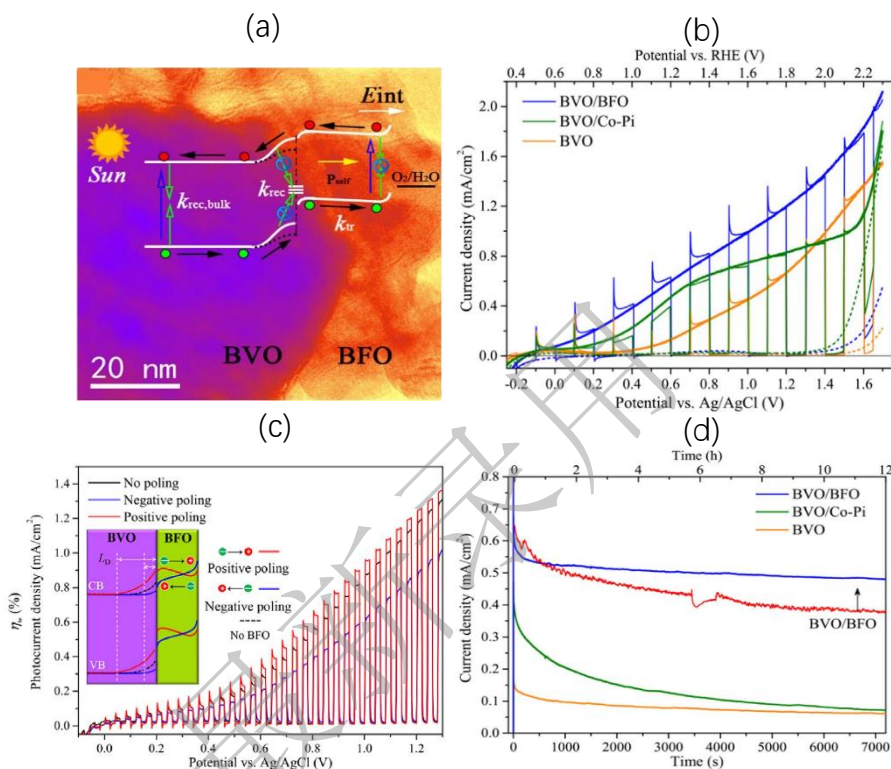 (a)
Sun
Eint
krec,bulk
krec
Pself
O2/H2O
ktr
20 nm
BVO
BFO
(b)
Potential vs. RHE (V)
0.4 0.6 0.8 1.0 1.2 1.4 1.6 1.8 2.0 2.2
BVO/BFO
BVO/Co-Pi
BVO
Current density (mA/cm2)
2.0
1.6
1.2
0.8
0.4
0.0
-0.2 0.0 0.2 0.4 0.6 0.8 1.0 1.2 1.4 1.6
Potential vs. Ag/AgCl (V)
(c)
ηe (%)
Photocurrent density (mA/cm2)
1.4
1.2
1.0
0.8
0.6
0.4
0.2
0.0
No poling
Negative poling
Positive poling
BVO
BFO
LD
CB
VB
Positive poling
Negative poling
No BFO
0.0 0.2 0.4 0.6 0.8 1.0 1.2
Potential vs. Ag/AgCl (V)
(d)
Time (h)
0 2 4 6 8 10 12
BVO/BFO
BVO/Co-Pi
BVO
BVO/BFO
Current density (mA/cm2)
0.8
0.7
0.6
0.5
0.4
0.3
0.2
0.1
0.0
0 1000 2000 3000 4000 5000 6000 7000
Time (s)
最新录用